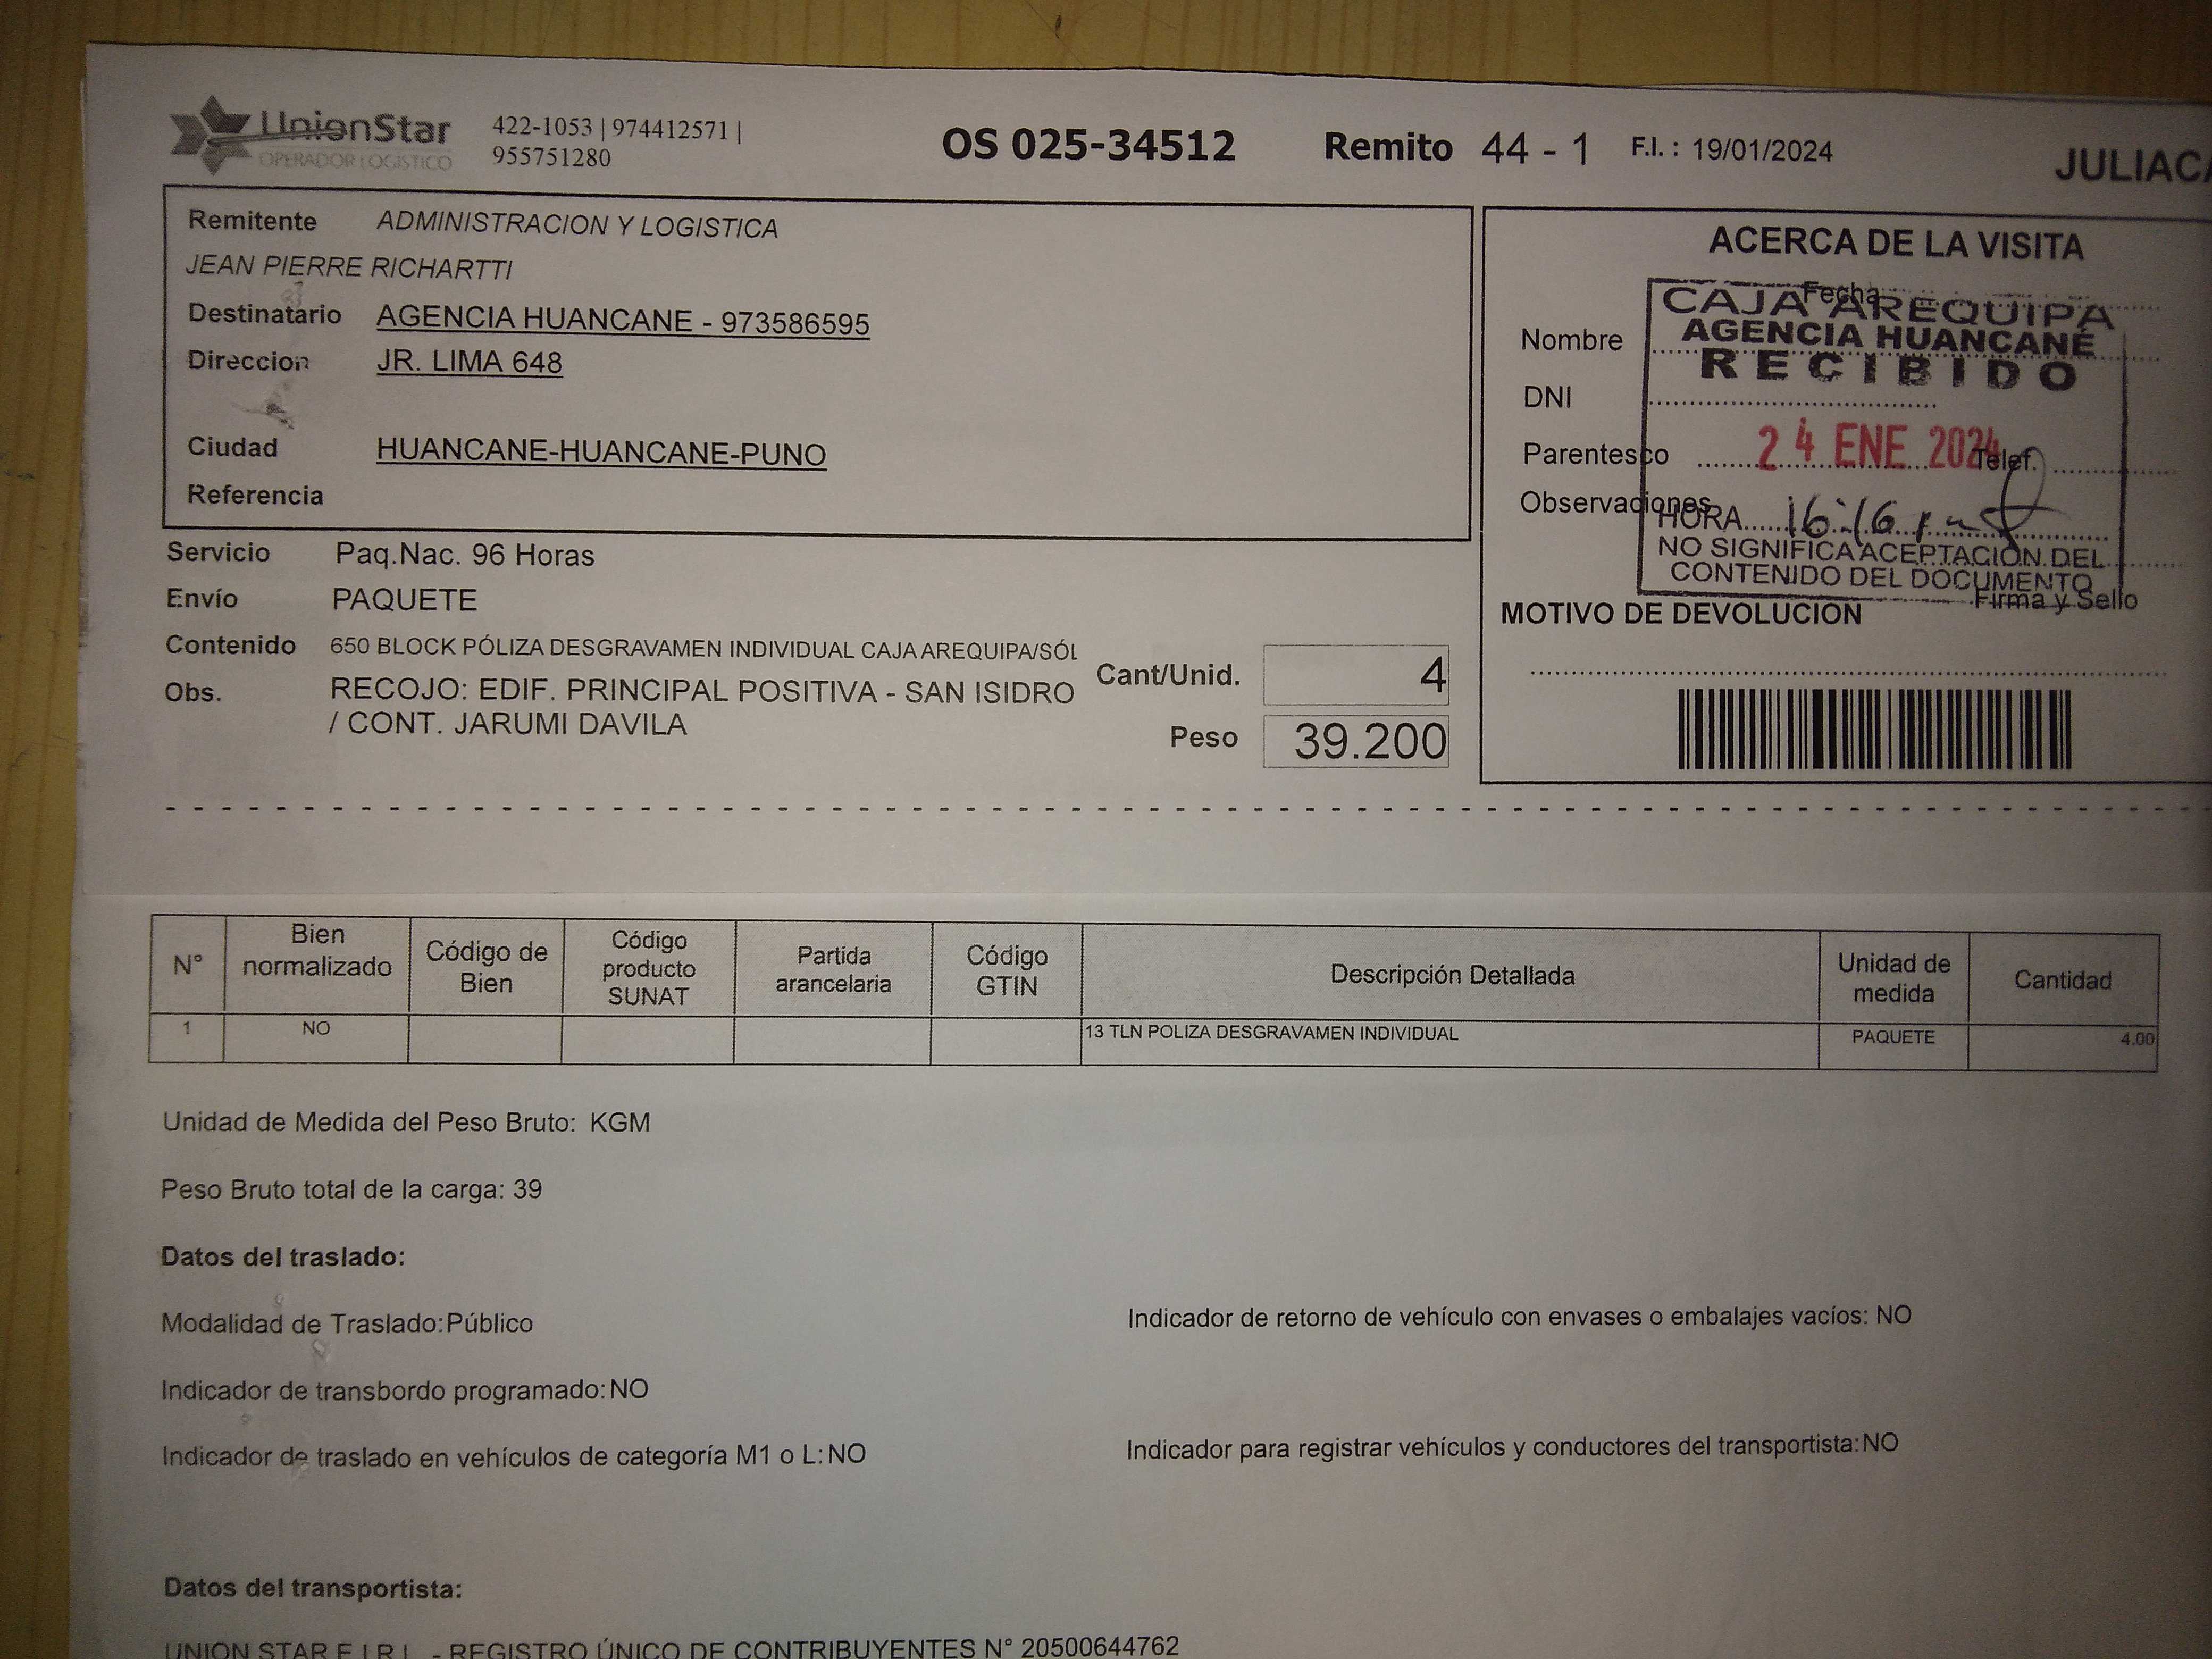 UnionStar
OPERADOR LOGISTICO
422-1053 | 974412571 |
955751280
OS 025-34512 Remito 44 - 1 F.I. : 19/01/2024
JULIACA
Remitente ADMINISTRACION Y LOGISTICA
JEAN PIERRE RICHARTTI
Destinatario AGENCIA HUANCANE - 973586595
Direccion JR. LIMA 648
Ciudad HUANCANE-HUANCANE-PUNO
Referencia
Servicio Paq.Nac. 96 Horas
Envío PAQUETE
Contenido 650 BLOCK PÓLIZA DESGRAVAMEN INDIVIDUAL CAJA AREQUIPA/SÓL
Obs. RECOJO: EDIF. PRINCIPAL POSITIVA - SAN ISIDRO
/ CONT. JARUMI DAVILA
Cant/Unid. 4
Peso 39.200
ACERCA DE LA VISITA
Fecha
Nombre
DNI
Parentesco Telef.
Observaciones
Firma y Sello
CAJA AREQUIPA
AGENCIA HUANCANÉ
RECIBIDO
24 ENE 2024
HORA 16:16
NO SIGNIFICA ACEPTACIÓN DEL
CONTENIDO DEL DOCUMENTO
MOTIVO DE DEVOLUCION
N° Bien normalizado Código de Bien Código producto SUNAT Partida arancelaria Código GTIN Descripción Detallada Unidad de medida Cantidad
1 NO 13 TLN POLIZA DESGRAVAMEN INDIVIDUAL PAQUETE 4.00
Unidad de Medida del Peso Bruto: KGM
Peso Bruto total de la carga: 39
Datos del traslado:
Modalidad de Traslado:Público
Indicador de retorno de vehículo con envases o embalajes vacíos: NO
Indicador de transbordo programado:NO
Indicador de traslado en vehículos de categoría M1 o L:NO
Indicador para registrar vehículos y conductores del transportista:NO
Datos del transportista:
UNION STAR E.I.R.L. - REGISTRO ÚNICO DE CONTRIBUYENTES N° 20500644762